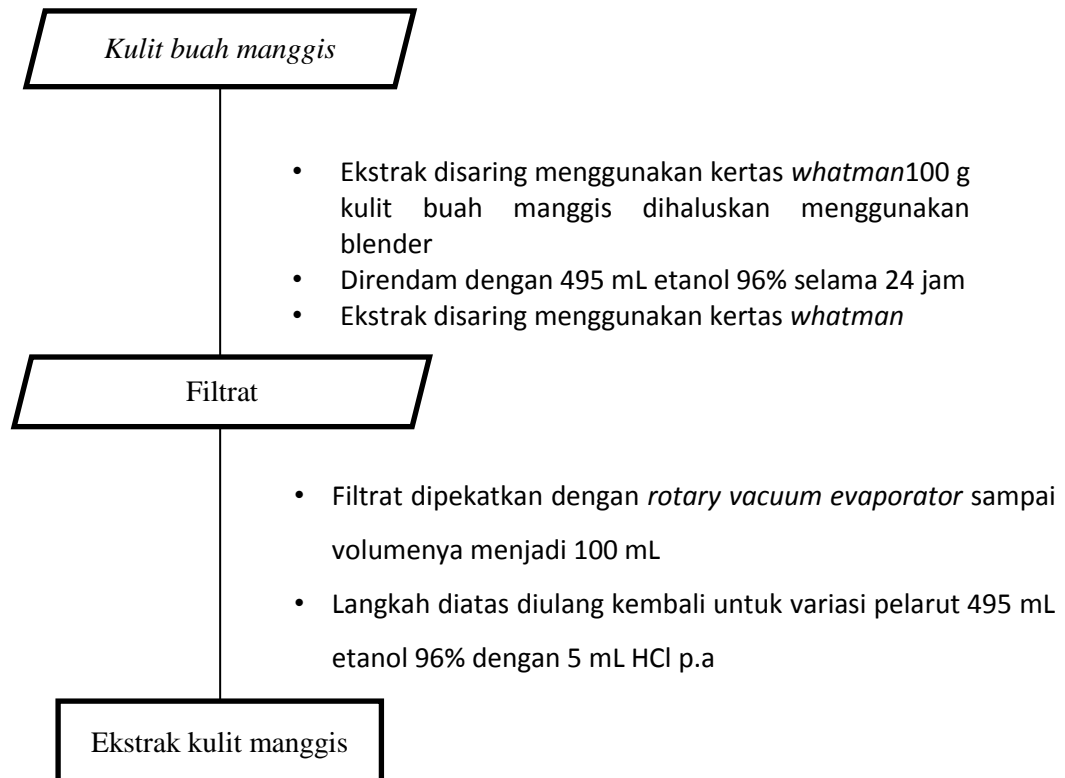 Kulit buah manggis
• Ekstrak disaring menggunakan kertas whatman100 g
kulit buah manggis dihaluskan menggunakan
blender
• Direndam dengan 495 mL etanol 96% selama 24 jam
• Ekstrak disaring menggunakan kertas whatman
Filtrat
• Filtrat dipekatkan dengan rotary vacuum evaporator sampai
volumenya menjadi 100 mL
• Langkah diatas diulang kembali untuk variasi pelarut 495 mL
etanol 96% dengan 5 mL HCl p.a
Ekstrak kulit manggis